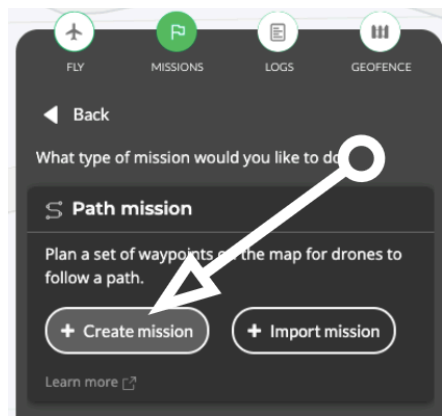 FLY
MISSIONS
LOGS
GEOFENCE
Back
What type of mission would you like to do
Path mission
Plan a set of waypoints on the map for drones to
follow a path.
+ Create mission
+ Import mission
Learn more